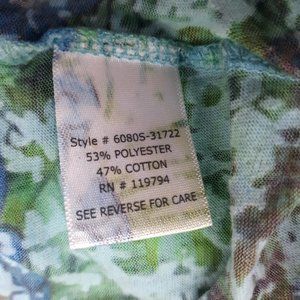 Style # 6080S-31722
53% POLYESTER
47% COTTON
RN # 119794
SEE REVERSE FOR CARE